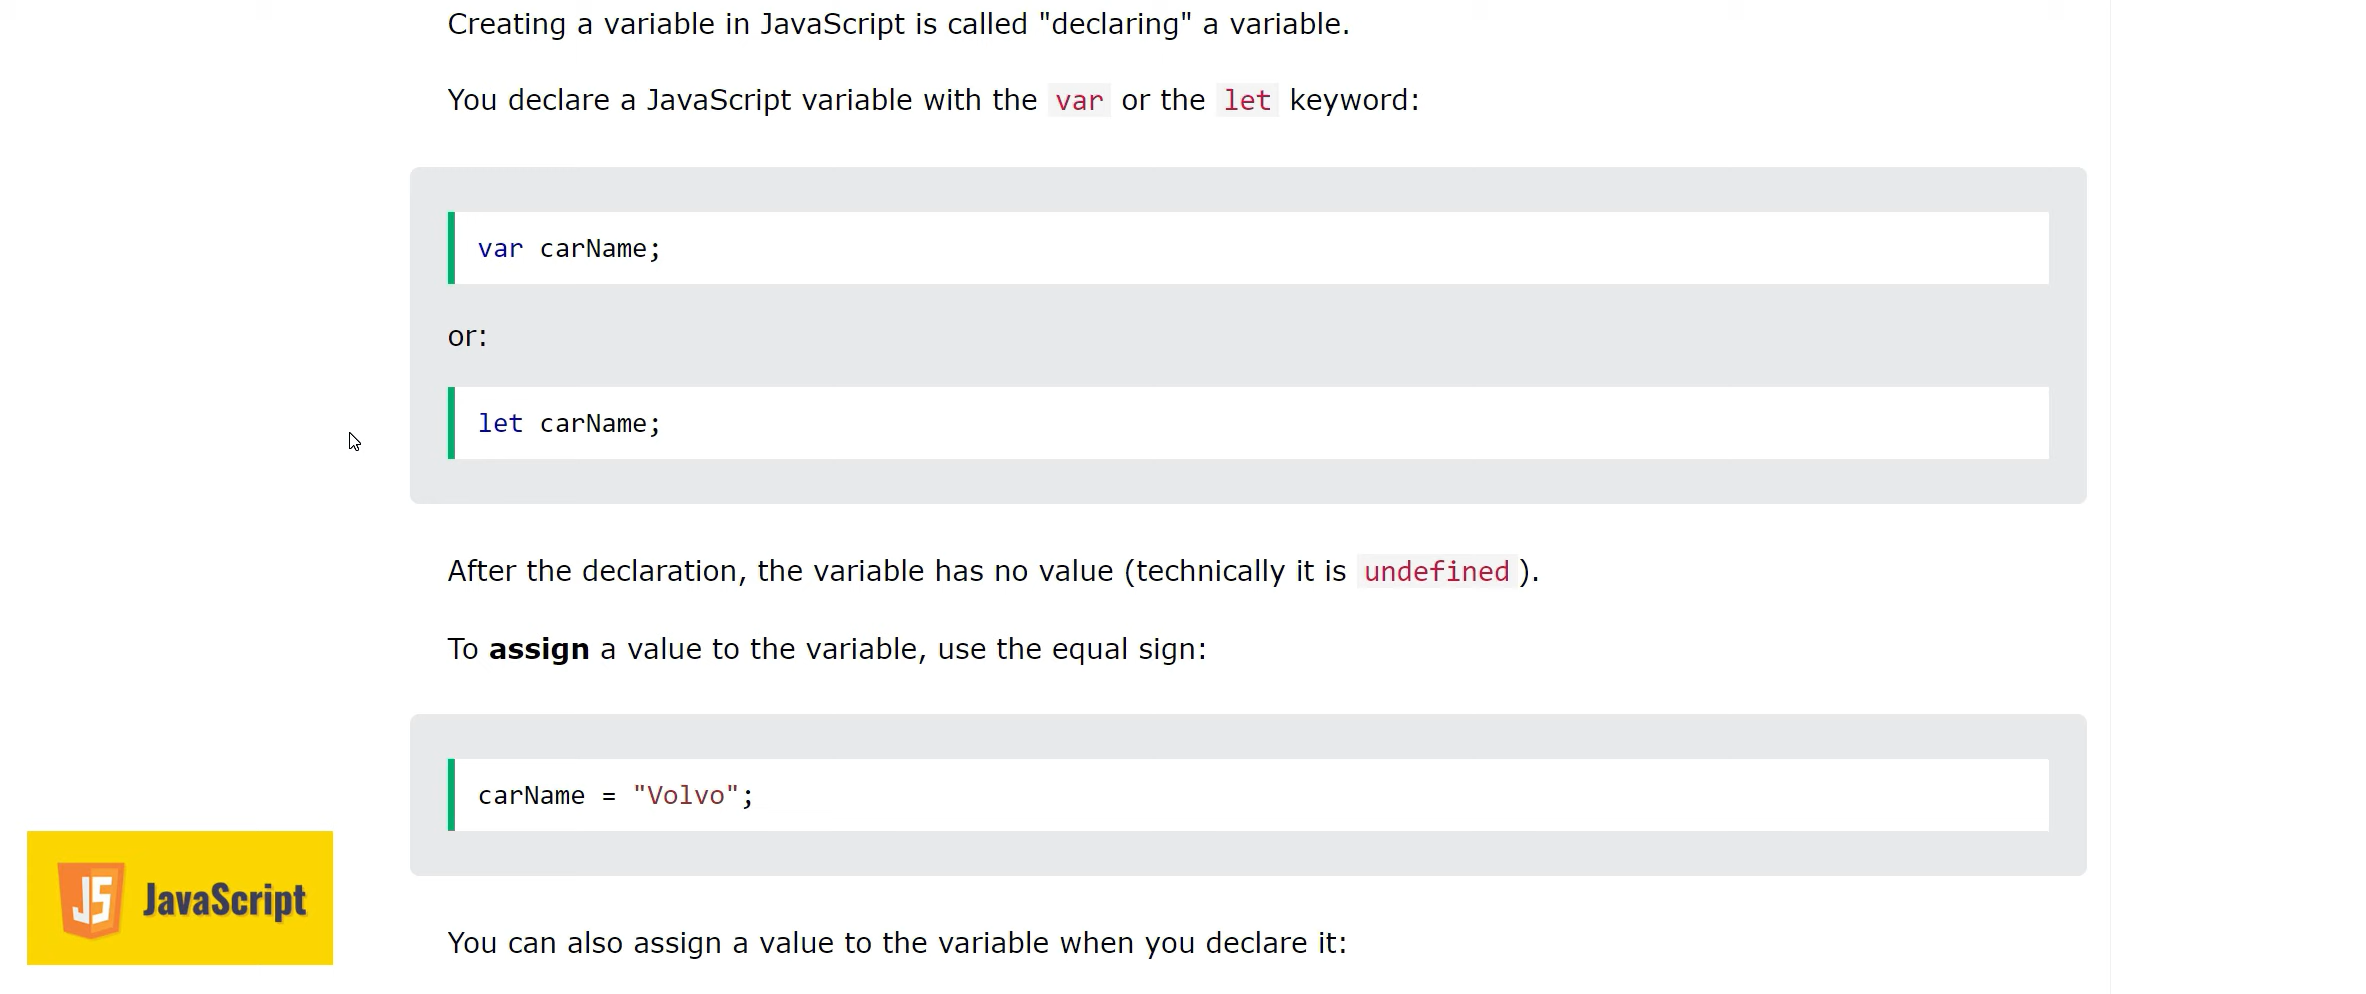 Creating a variable in JavaScript is called "declaring" a variable.
You declare a JavaScript variable with the var or the let keyword:
var carName;
or:
let carName;
After the declaration, the variable has no value (technically it is undefined).
To assign a value to the variable, use the equal sign:
carName = "Volvo";
JS JavaScript
You can also assign a value to the variable when you declare it: